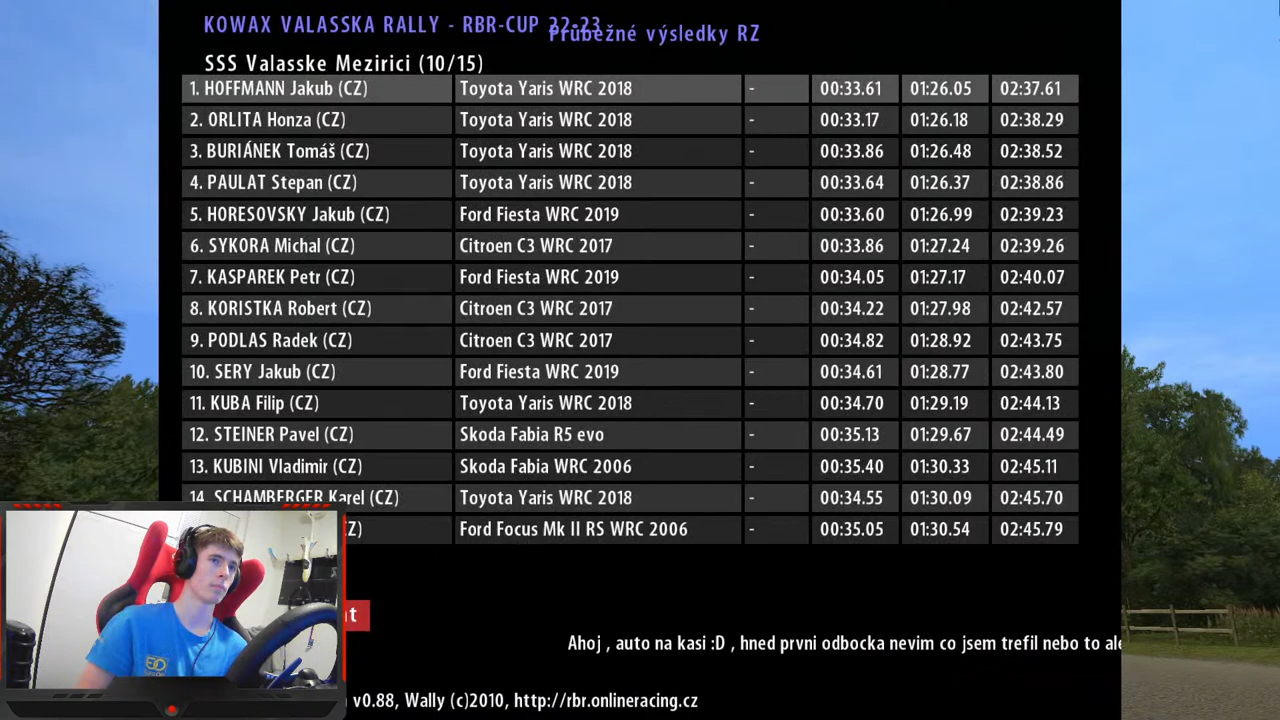 KOWAX VALASSKA RALLY - RBR-CUP 22-23
Průběžné výsledky RZ
SSS Valasske Mezirici (10/15)
1. HOFFMANN Jakub (CZ) Toyota Yaris WRC 2018 - 00:33.61 01:26.05 02:37.61
2. ORLITA Honza (CZ) Toyota Yaris WRC 2018 - 00:33.17 01:26.18 02:38.29
3. BURIÁNEK Tomáš (CZ) Toyota Yaris WRC 2018 - 00:33.86 01:26.48 02:38.52
4. PAULAT Stepan (CZ) Toyota Yaris WRC 2018 - 00:33.64 01:26.37 02:38.86
5. HORESOVSKY Jakub (CZ) Ford Fiesta WRC 2019 - 00:33.60 01:26.99 02:39.23
6. SYKORA Michal (CZ) Citroen C3 WRC 2017 - 00:33.86 01:27.24 02:39.26
7. KASPAREK Petr (CZ) Ford Fiesta WRC 2019 - 00:34.05 01:27.17 02:40.07
8. KORISTKA Robert (CZ) Citroen C3 WRC 2017 - 00:34.22 01:27.98 02:42.57
9. PODLAS Radek (CZ) Citroen C3 WRC 2017 - 00:34.82 01:28.92 02:43.75
10. SERY Jakub (CZ) Ford Fiesta WRC 2019 - 00:34.61 01:28.77 02:43.80
11. KUBA Filip (CZ) Toyota Yaris WRC 2018 - 00:34.70 01:29.19 02:44.13
12. STEINER Pavel (CZ) Skoda Fabia R5 evo - 00:35.13 01:29.67 02:44.49
13. KUBINI Vladimir (CZ) Skoda Fabia WRC 2006 - 00:35.40 01:30.33 02:45.11
14. SCHAMBERGER Karel (CZ) Toyota Yaris WRC 2018 - 00:34.55 01:30.09 02:45.70
CZ) Ford Focus Mk II RS WRC 2006 - 00:35.05 01:30.54 02:45.79
Ahoj , auto na kasi :D , hned prvni odbocka nevim co jsem trefil nebo to ale
v0.88, Wally (c)2010, http://rbr.onlineracing.cz